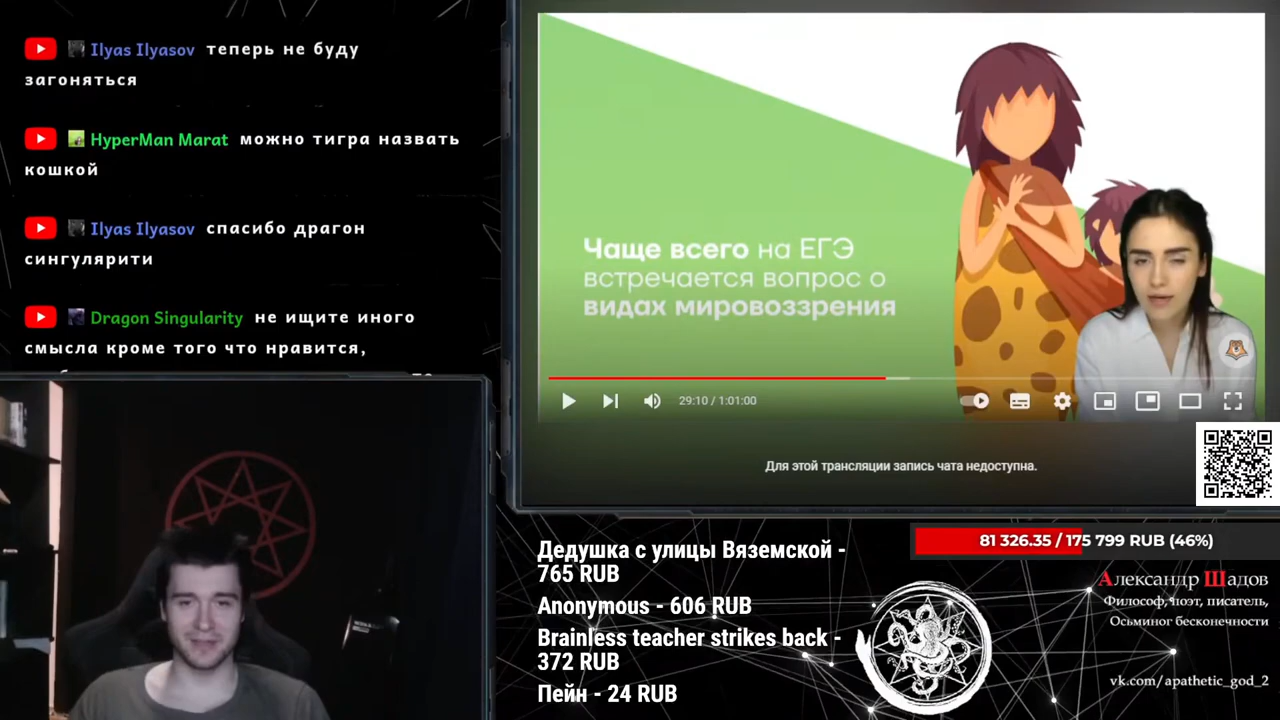 Ilyas Ilyasov теперь не буду
загоняться
HyperMan Marat можно тигра назвать
кошкой
Ilyas Ilyasov спасибо драгон
сингулярити
Dragon Singularity не ищите иного
смысла кроме того что нравится,
Чаще всего на ЕГЭ
встречается вопрос о
видах мировоззрения
29:10 / 1:01:00
Для этой трансляции запись чата недоступна.
Дедушка с улицы Вяземской -
765 RUB
Anonymous - 606 RUB
Brainless teacher strikes back -
372 RUB
Пейн - 24 RUB
81 326.35 / 175 799 RUB (46%)
Александр Шадов
Философ, поэт, писатель,
Осьминог бесконечности
vk.com/apathetic_god_2